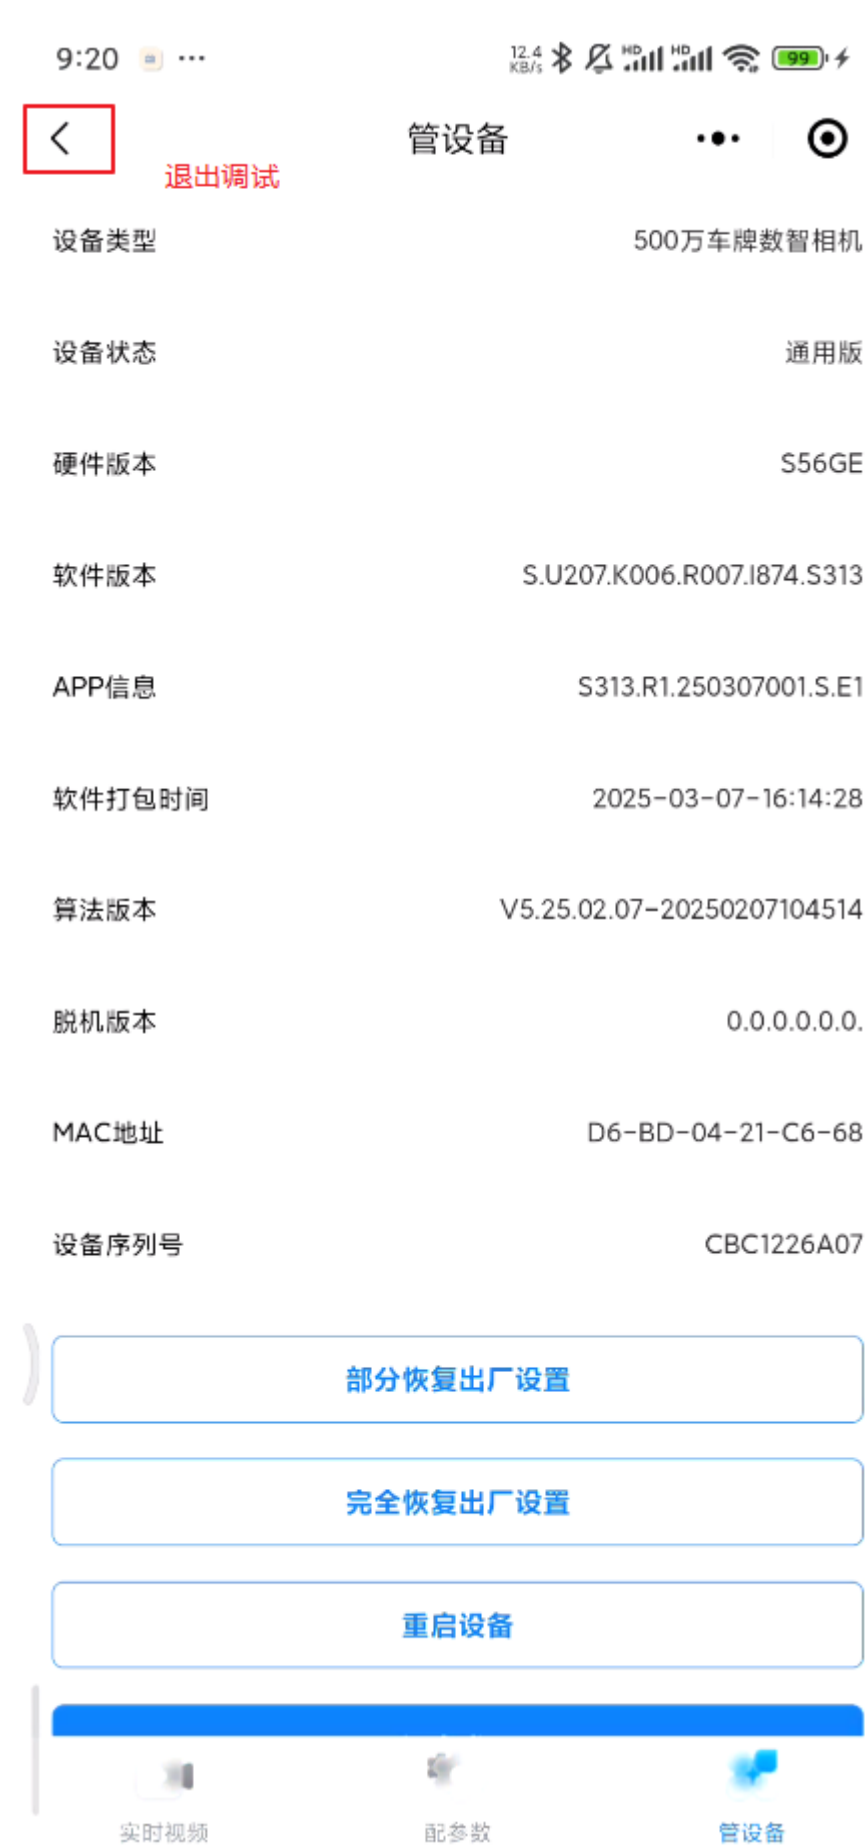 9:20 ... 12.4 KB/s HD HD 99
管设备
退出调试
设备类型 500万车牌数智相机
设备状态 通用版
硬件版本 S56GE
软件版本 S.U207.K006.R007.I874.S313
APP信息 S313.R1.250307001.S.E1
软件打包时间 2025-03-07-16:14:28
算法版本 V5.25.02.07-20250207104514
脱机版本 0.0.0.0.0.0.
MAC地址 D6-BD-04-21-C6-68
设备序列号 CBC1226A07
部分恢复出厂设置
完全恢复出厂设置
重启设备
实时视频 配参数 管设备